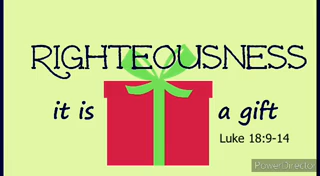 RIGHTEOUSNESS
it is a gift
Luke 18:9-14
PowerDirector